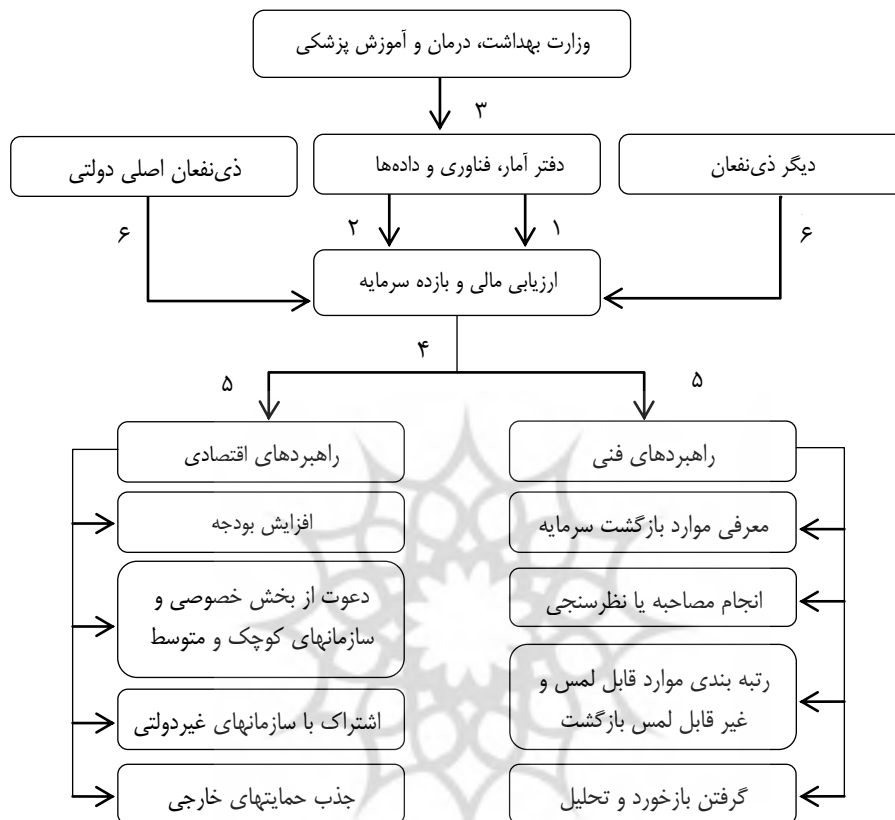 وزارت بهداشت، درمان و آموزش پزشکی
۳
دیگر ذی‌نفعان
دفتر آمار، فناوری و داده‌ها
ذی‌نفعان اصلی دولتی
۶
۱
۲
۶
ارزیابی مالی و بازده سرمایه
۴
۵
۵
راهبردهای فنی
راهبردهای اقتصادی
معرفی موارد بازگشت سرمایه
افزایش بودجه
انجام مصاحبه یا نظرسنجی
دعوت از بخش خصوصی و
سازمانهای کوچک و متوسط
رتبه بندی موارد قابل لمس و
غیر قابل لمس بازگشت
اشتراک با سازمانهای غیردولتی
گرفتن بازخورد و تحلیل
جذب حمایتهای خارجی